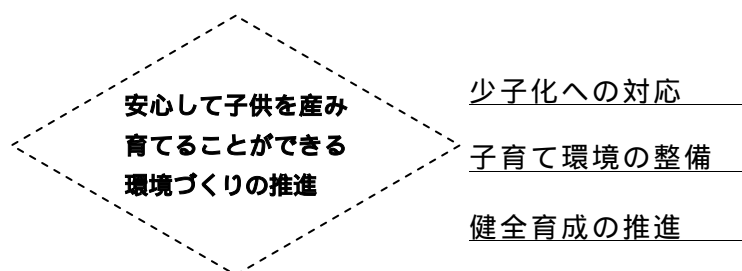 安心して子供を産み
育てることができる
環境づくりの推進
少子化への対応
子育て環境の整備
健全育成の推進